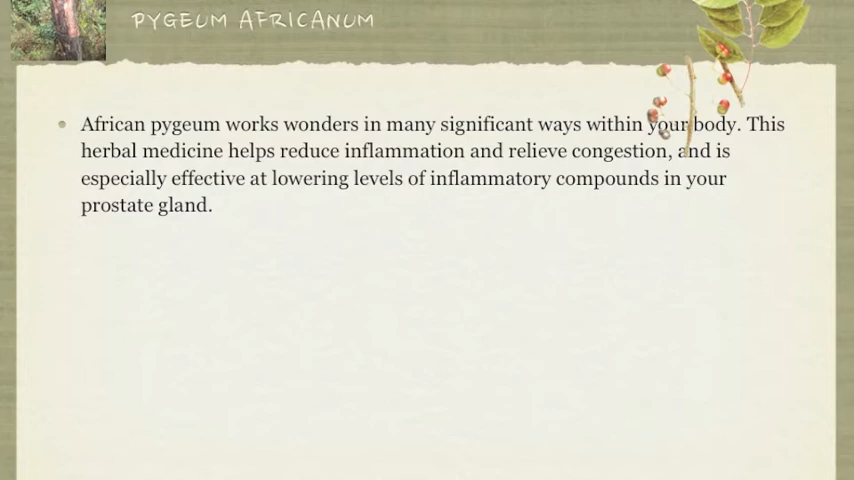 PYGEUM AFRICANUM
African pygeum works wonders in many significant ways within your body. This
herbal medicine helps reduce inflammation and relieve congestion, and is
especially effective at lowering levels of inflammatory compounds in your
prostate gland.